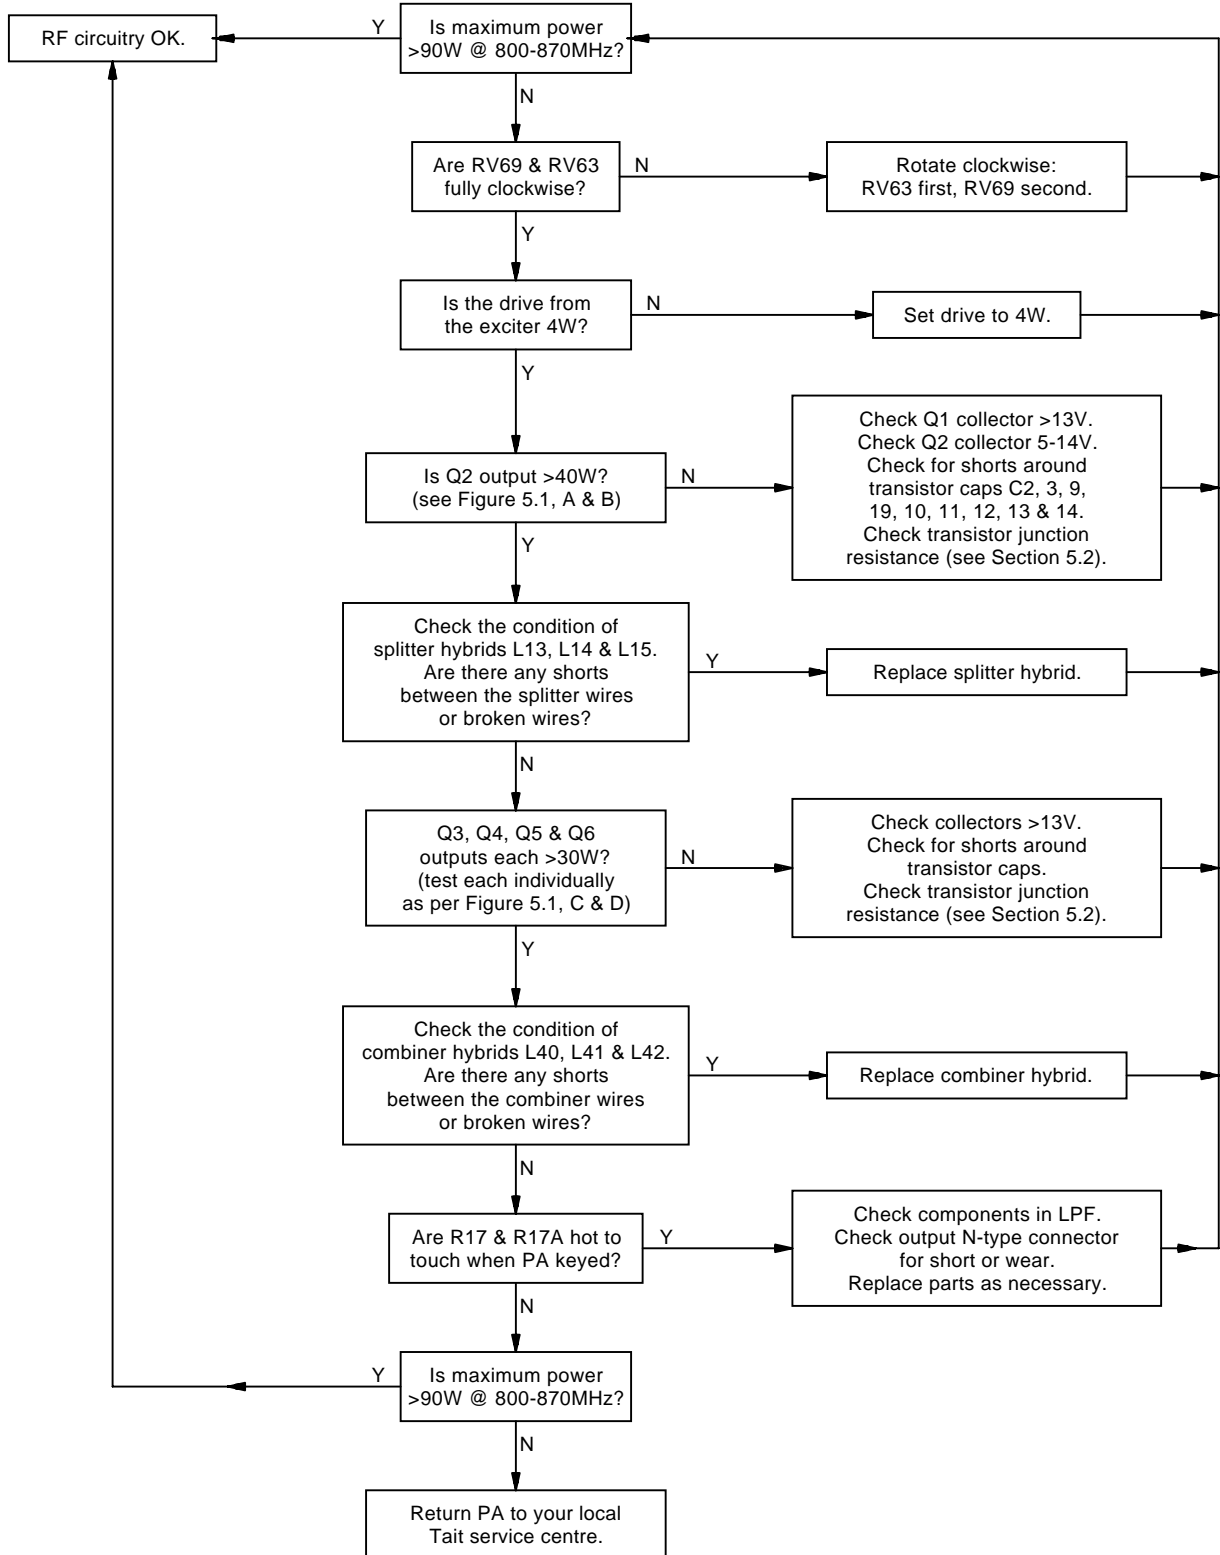 RF circuitry OK.
Y
Is maximum power
>90W @ 800-870MHz?
N
Are RV69 & RV63
fully clockwise?
N
Rotate clockwise:
RV63 first, RV69 second.
Y
Is the drive from
the exciter 4W?
N
Set drive to 4W.
Y
Is Q2 output >40W?
(see Figure 5.1, A & B)
N
Check Q1 collector >13V.
Check Q2 collector 5-14V.
Check for shorts around
transistor caps C2, 3, 9,
19, 10, 11, 12, 13 & 14.
Check transistor junction
resistance (see Section 5.2).
Y
Check the condition of
splitter hybrids L13, L14 & L15.
Are there any shorts
between the splitter wires
or broken wires?
Y
Replace splitter hybrid.
N
Q3, Q4, Q5 & Q6
outputs each >30W?
(test each individually
as per Figure 5.1, C & D)
N
Check collectors >13V.
Check for shorts around
transistor caps.
Check transistor junction
resistance (see Section 5.2).
Y
Check the condition of
combiner hybrids L40, L41 & L42.
Are there any shorts
between the combiner wires
or broken wires?
Y
Replace combiner hybrid.
N
Are R17 & R17A hot to
touch when PA keyed?
Y
Check components in LPF.
Check output N-type connector
for short or wear.
Replace parts as necessary.
N
Y
Is maximum power
>90W @ 800-870MHz?
N
Return PA to your local
Tait service centre.